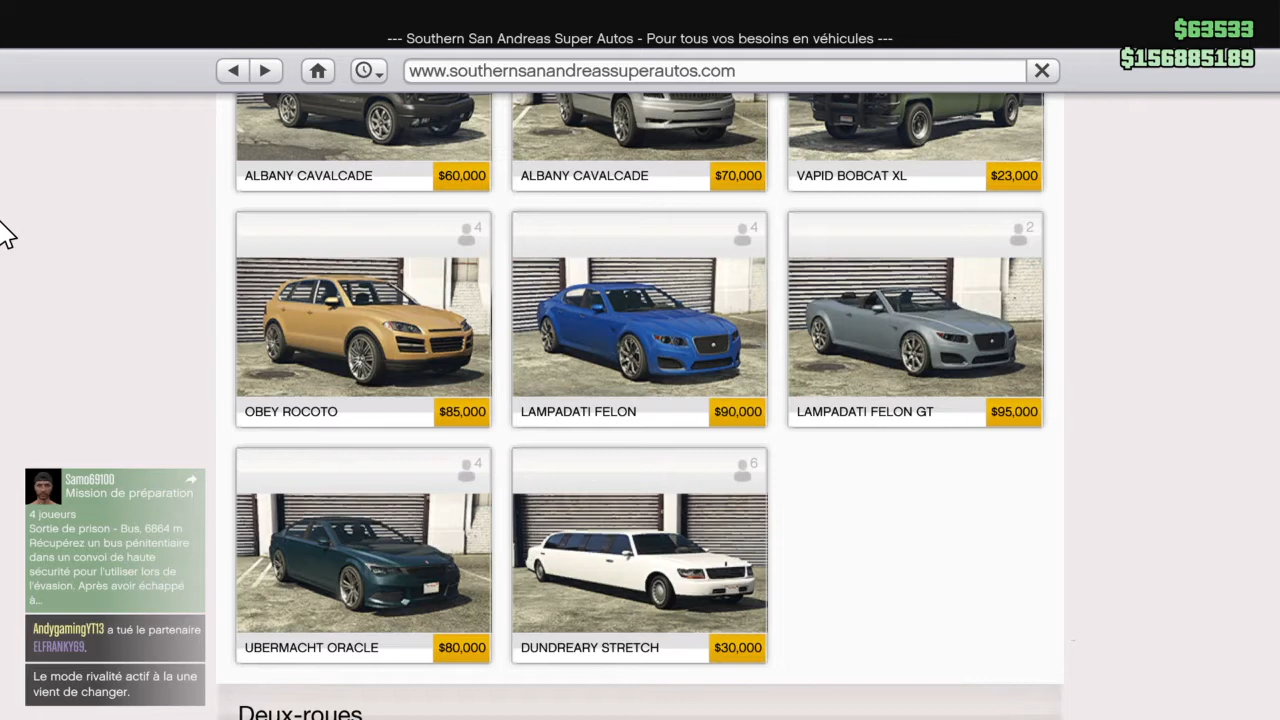 --- Southern San Andreas Super Autos - Pour tous vos besoins en véhicules ---
$63533
$156885189
www.southernsanandreassuperautos.com
ALBANY CAVALCADE $60,000
ALBANY CAVALCADE $70,000
VAPID BOBCAT XL $23,000
4
4
2
OBEY ROCOTO $85,000
LAMPADATI FELON $90,000
LAMPADATI FELON GT $95,000
4
6
UBERMACHT ORACLE $80,000
DUNDREARY STRETCH $30,000
Deux-roues
Samo69100
Mission de préparation
4 joueurs
Sortie de prison - Bus, 6864 m
Récupérez un bus pénitentiaire
dans un convoi de haute
sécurité pour l'utiliser lors de
l'évasion. Après avoir échappé
à...
AndygamingYT13 a tué le partenaire
ELFRANKY69.
Le mode rivalité actif à la une
vient de changer.